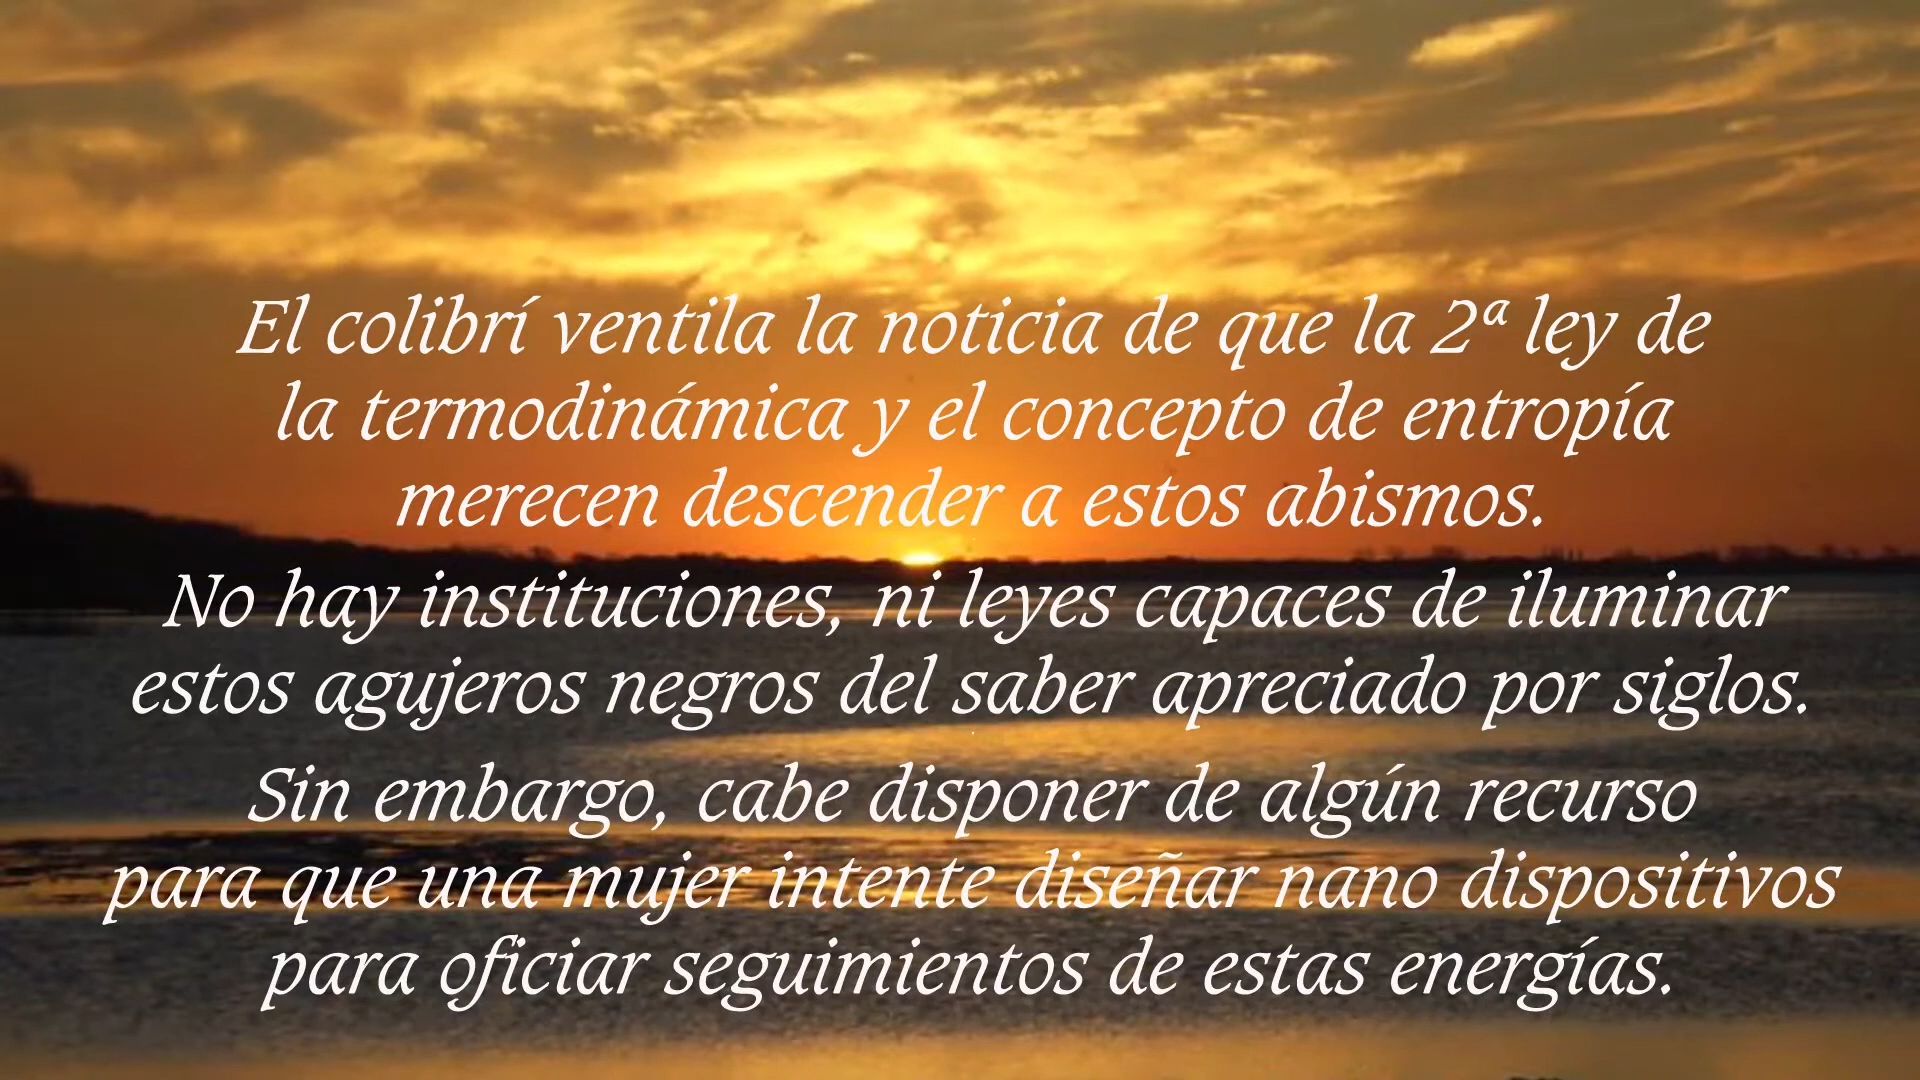 El colibrí ventila la noticia de que la 2ª ley de
la termodinámica y el concepto de entropía
merecen descender a estos abismos.
No hay instituciones, ni leyes capaces de iluminar
estos agujeros negros del saber apreciado por siglos.
Sin embargo, cabe disponer de algún recurso
para que una mujer intente diseñar nano dispositivos
para oficiar seguimientos de estas energías.